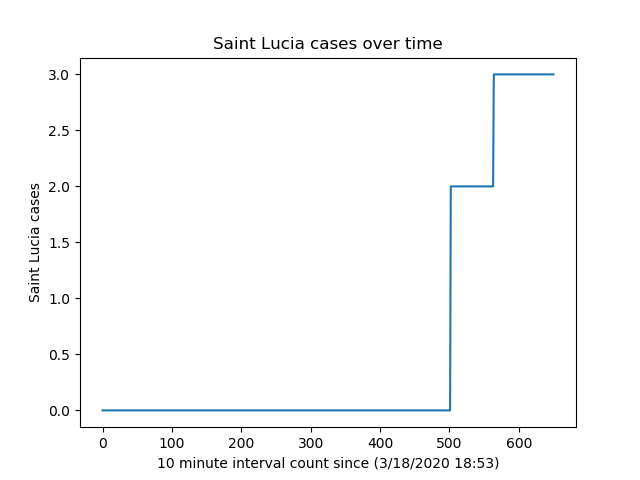 Saint Lucia cases over time
3.0
2.5
2.0
1.5
1.0
0.5
0.0
Saint Lucia cases
0 100 200 300 400 500 600
10 minute interval count since (3/18/2020 18:53)